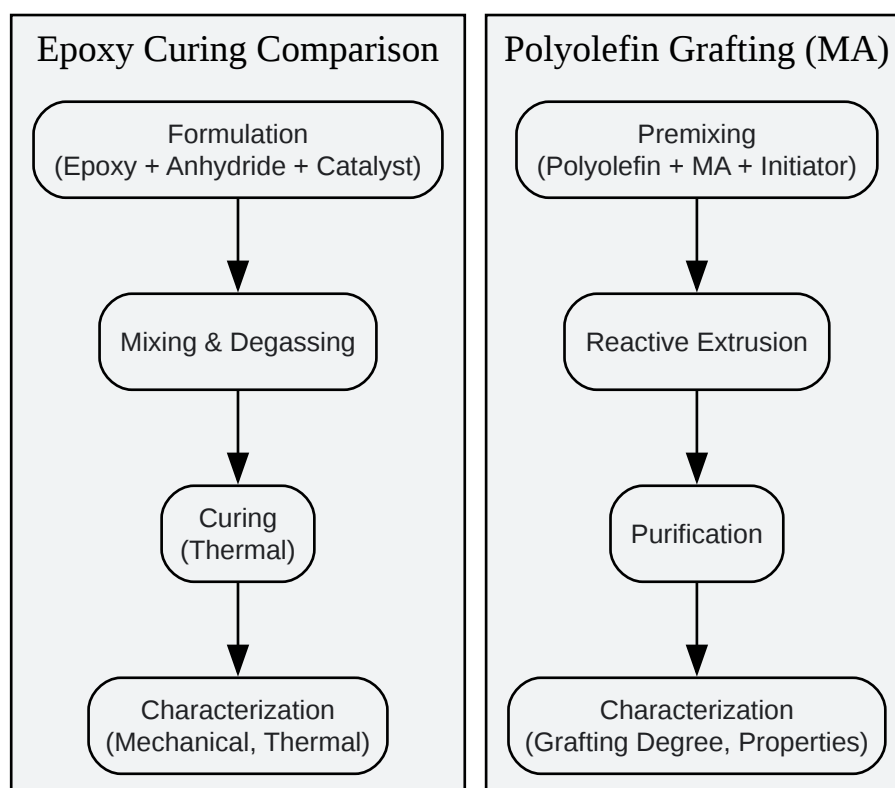 Epoxy Curing Comparison
Formulation
(Epoxy + Anhydride + Catalyst)
Mixing & Degassing
Curing
(Thermal)
Characterization
(Mechanical, Thermal)
Polyolefin Grafting (MA)
Premixing
(Polyolefin + MA + Initiator)
Reactive Extrusion
Purification
Characterization
(Grafting Degree, Properties)